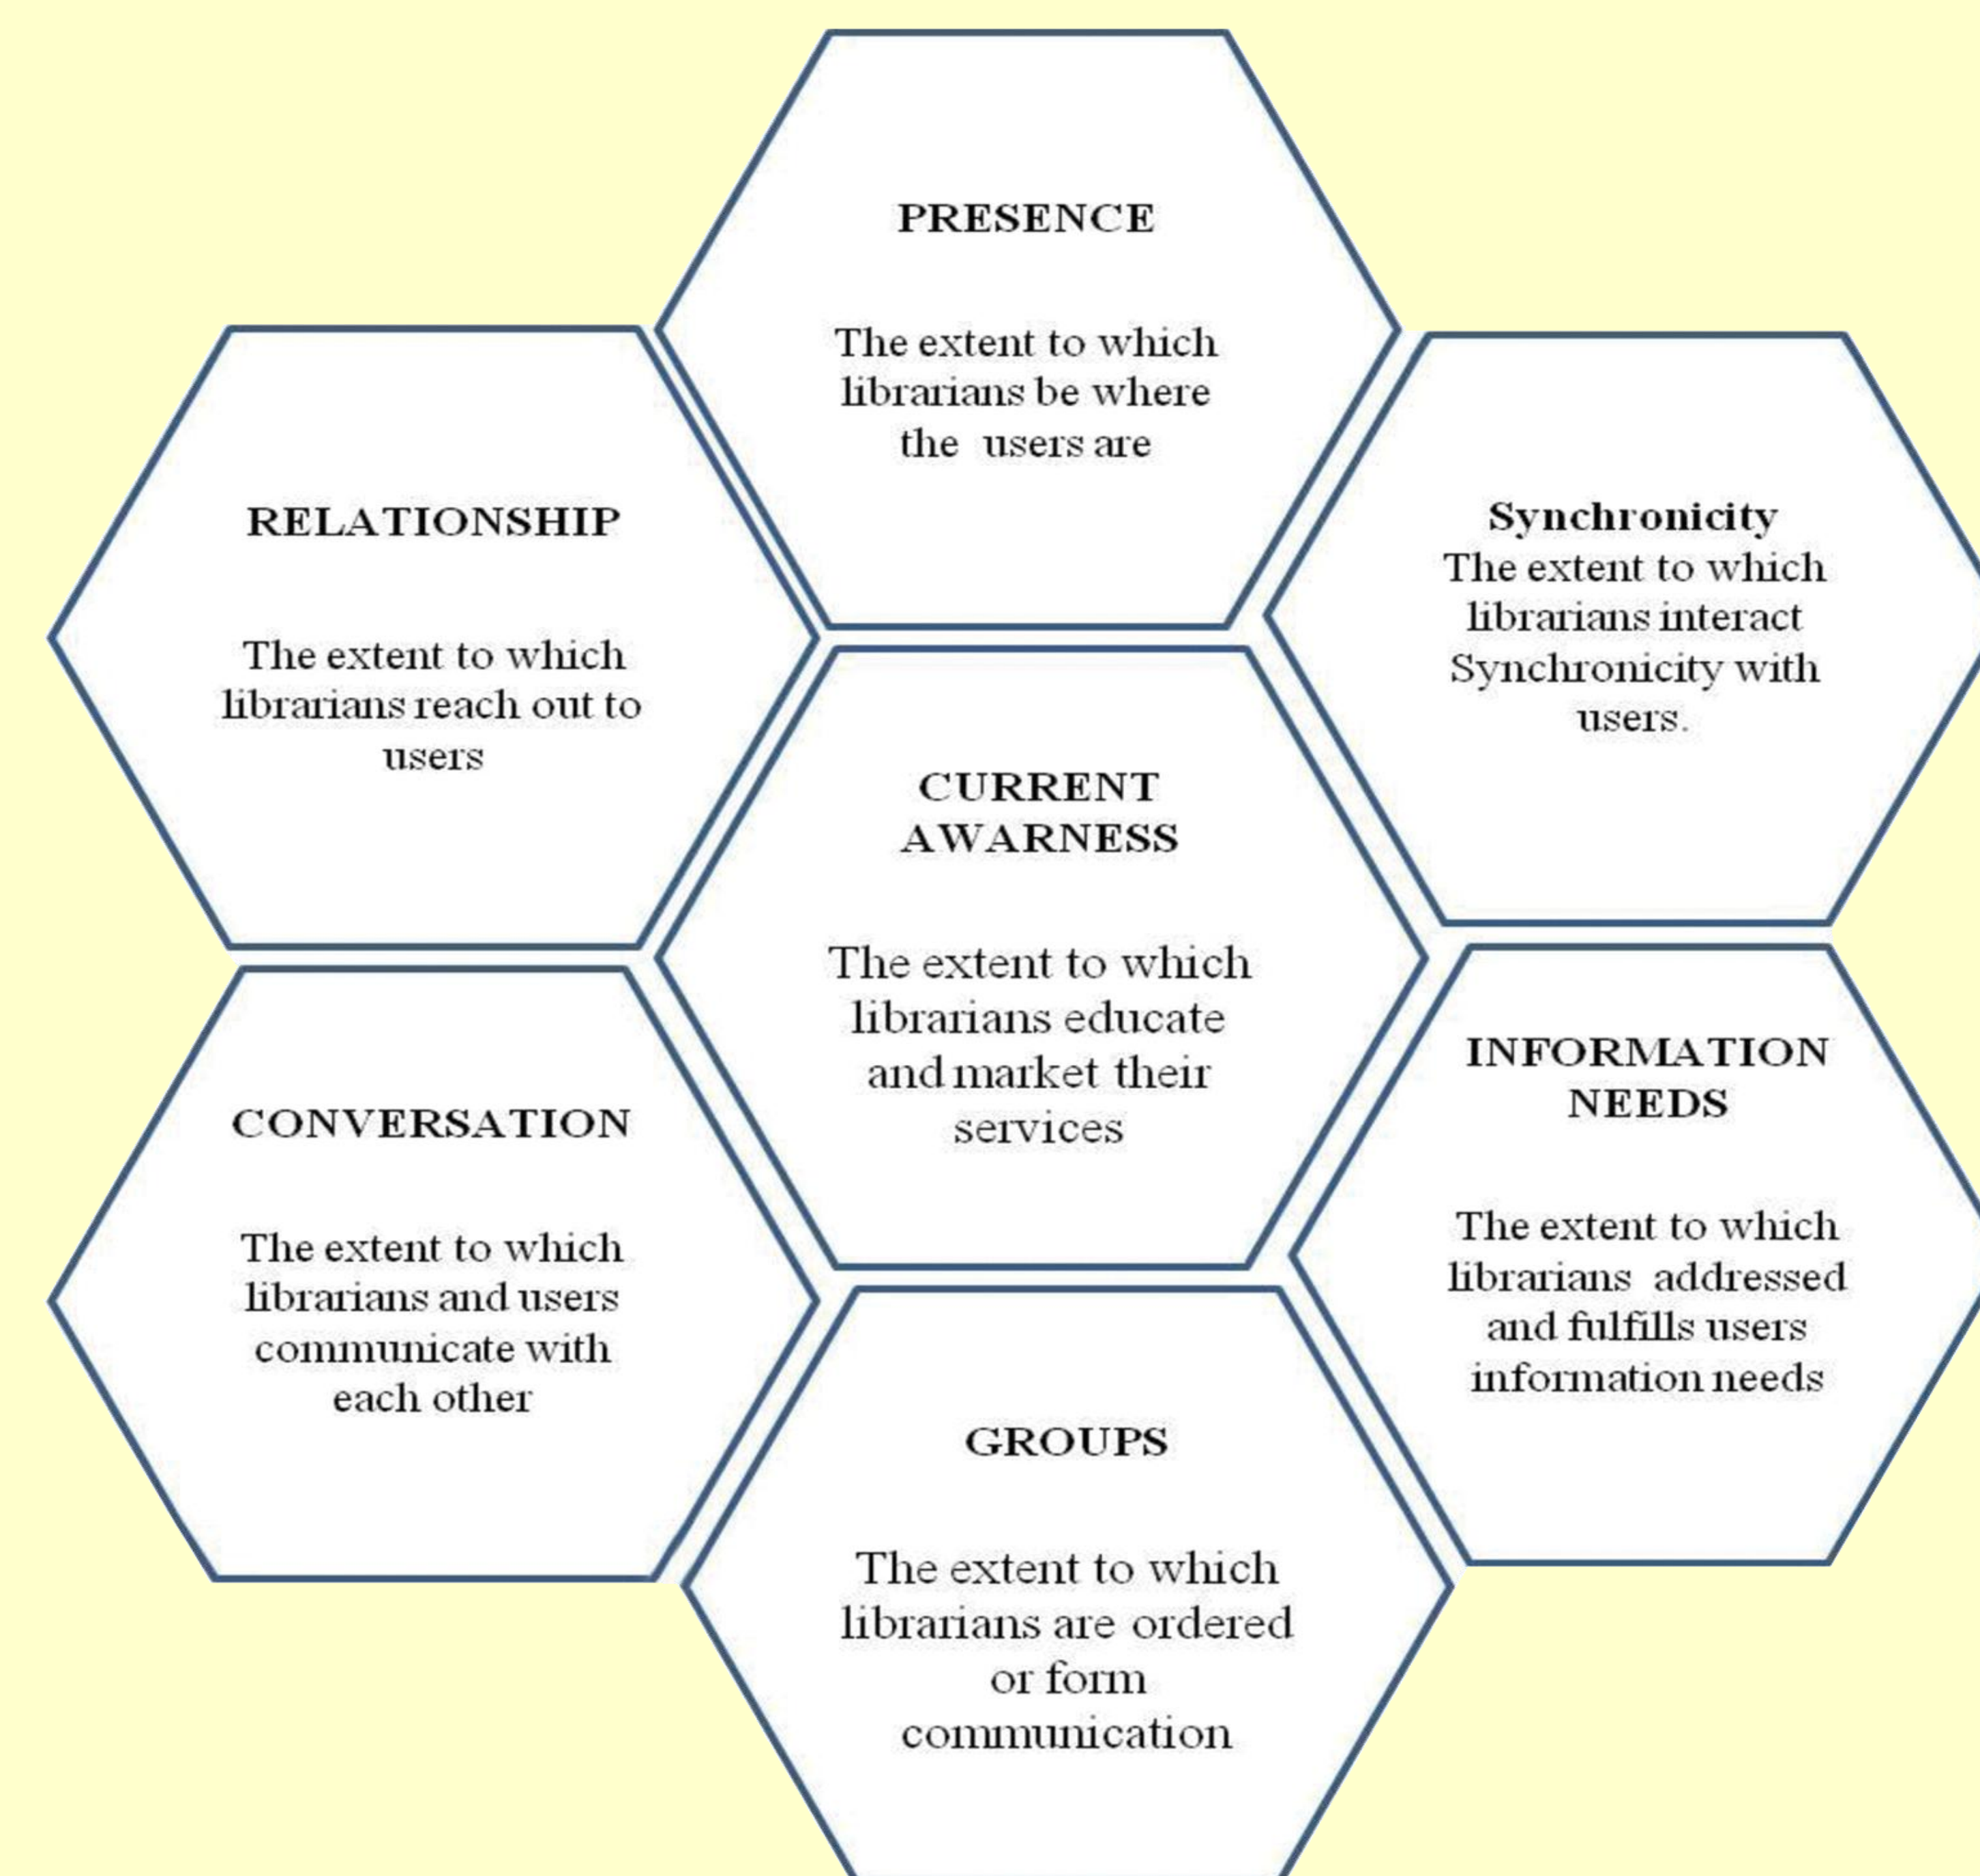 PRESENCE
The extent to which
librarians be where
the users are
RELATIONSHIP
The extent to which
librarians reach out to
users
Synchronicity
The extent to which
librarians interact
Synchronicity with
users.
CURRENT
AWARNESS
The extent to which
librarians educate
and market their
services
CONVERSATION
The extent to which
librarians and users
communicate with
each other
INFORMATION
NEEDS
The extent to which
librarians addressed
and fulfills users
information needs
GROUPS
The extent to which
librarians are ordered
or form
communication